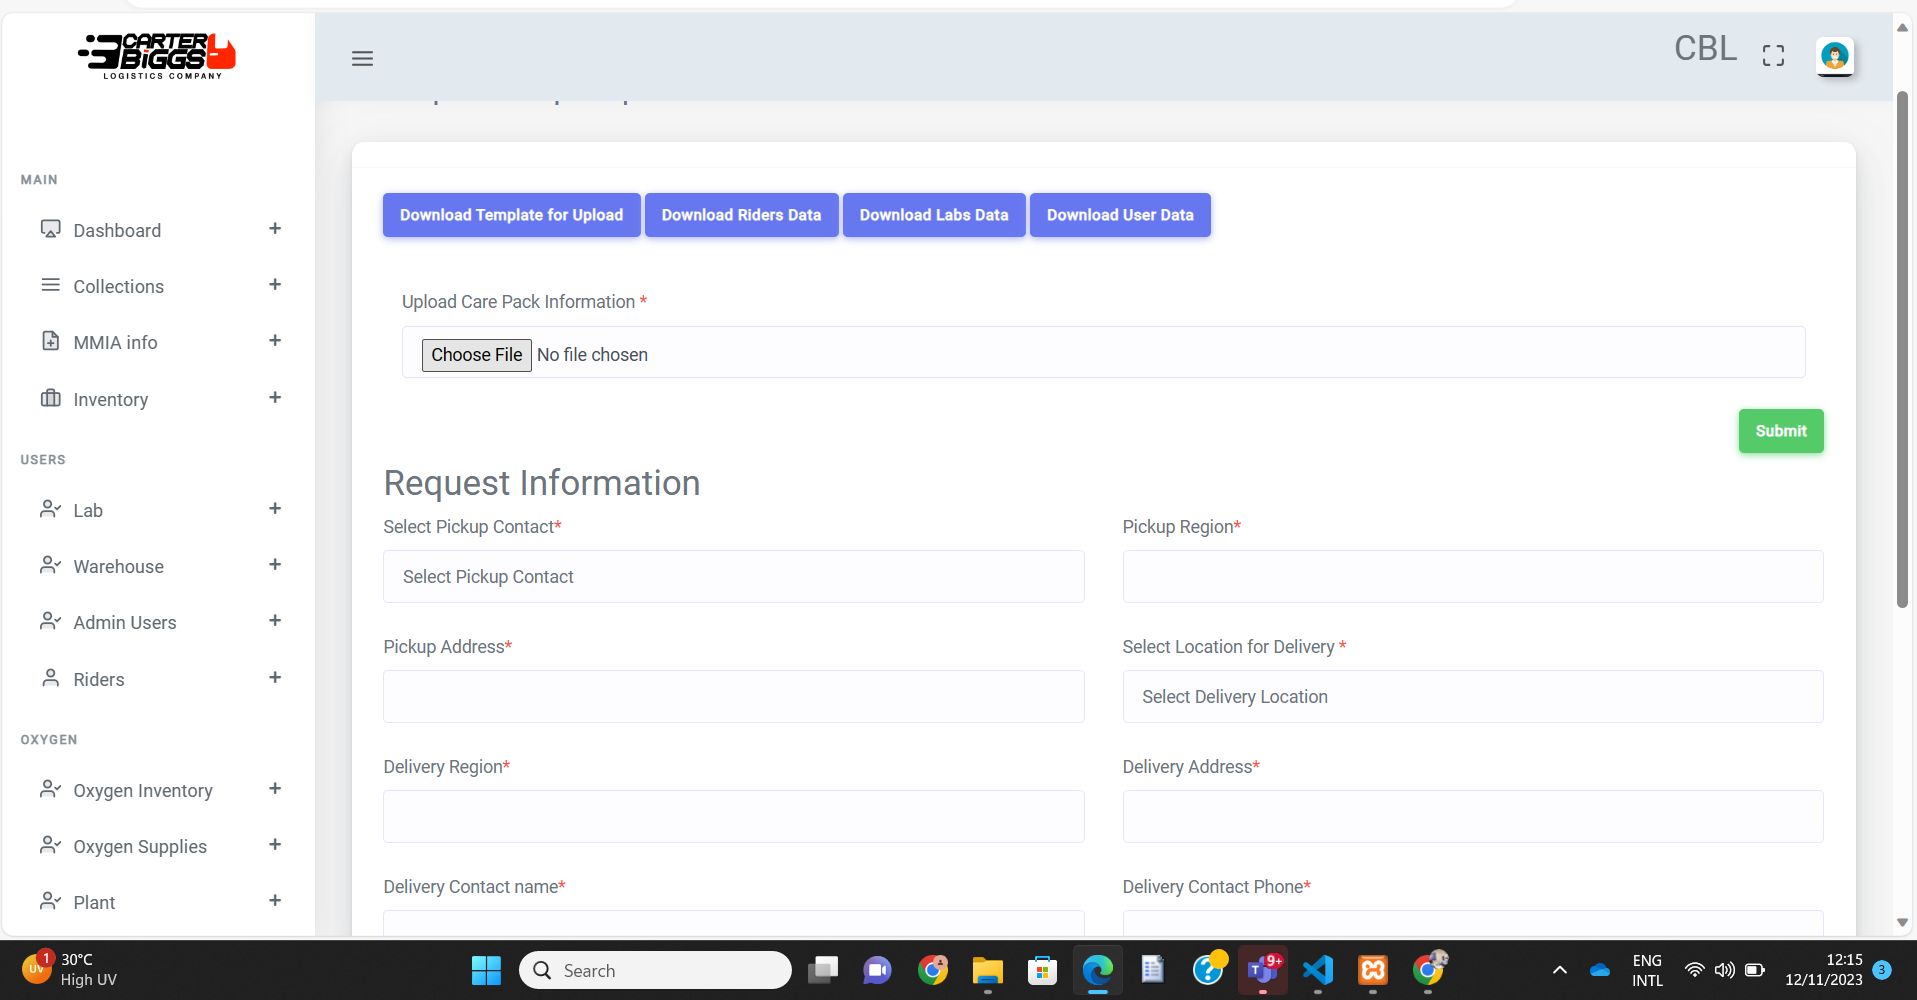 CARTER
BIGGS
LOGISTICS COMPANY
CBL
MAIN
Dashboard +
Collections +
MMIA info +
Inventory +
USERS
Lab +
Warehouse +
Admin Users +
Riders +
OXYGEN
Oxygen Inventory +
Oxygen Supplies +
Plant +
Download Template for Upload Download Riders Data Download Labs Data Download User Data
Upload Care Pack Information *
Choose File No file chosen
Submit
Request Information
Select Pickup Contact* Pickup Region*
Select Pickup Contact
Pickup Address* Select Location for Delivery *
Select Delivery Location
Delivery Region* Delivery Address*
Delivery Contact name* Delivery Contact Phone*
UV 1 30°C
High UV
Search
T 9+
ENG
INTL
12:15
12/11/2023
3